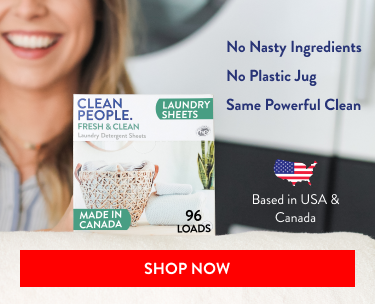 No Nasty Ingredients
No Plastic Jug
Same Powerful Clean
CLEAN
PEOPLE.
FRESH & CLEAN
Laundry Detergent Sheets
LAUNDRY
SHEETS
he
MADE IN
CANADA
96
LOADS
Based in USA &
Canada
SHOP NOW